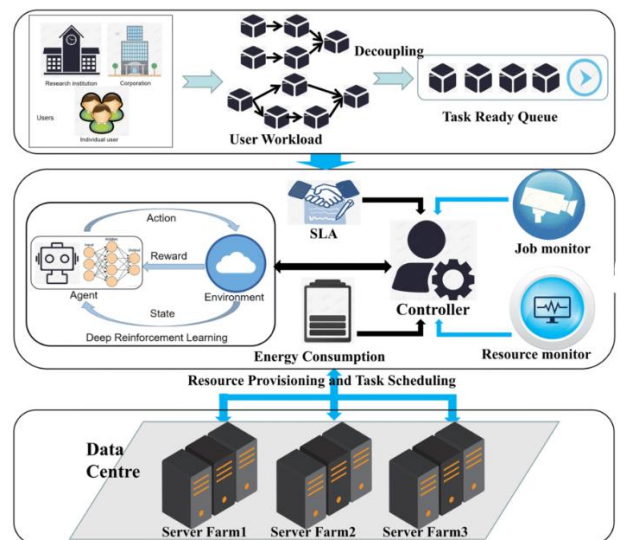 Research institution
Corporation
Users
Individual user
User Workload
Decoupling
Task Ready Queue
Action
Input
Output
Reward
Agent
Environment
State
Deep Reinforcement Learning
SLA
Controller
Energy Consumption
Job monitor
Resource monitor
Resource Provisioning and Task Scheduling
Data
Centre
Server Farm1
Server Farm2
Server Farm3